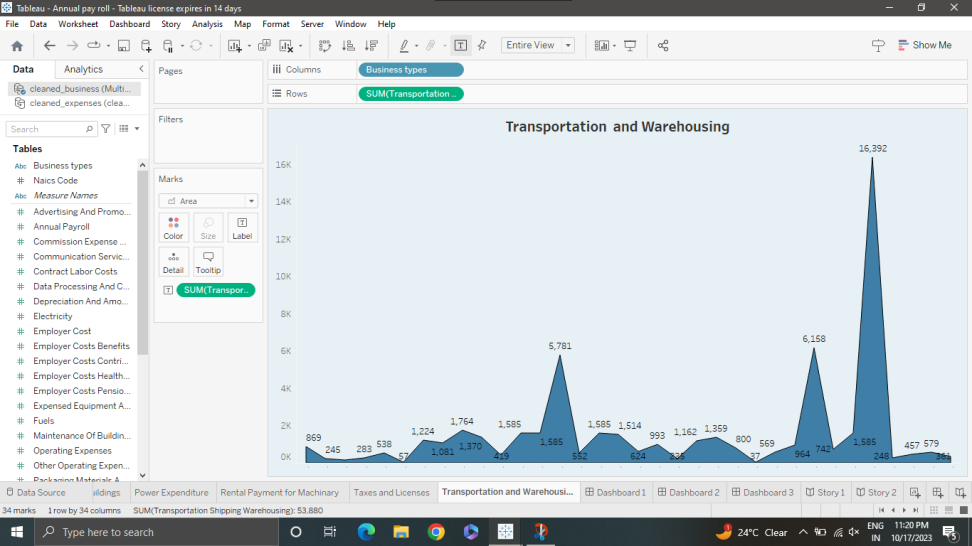 Tableau - Annual pay roll - Tableau license expires in 14 days
File Data Worksheet Dashboard Story Analysis Map Format Server Window Help
Entire View
Show Me
Data Analytics
cleaned_business (Multi...
cleaned_expenses (clea...
Search
Tables
Abc Business types
# Naics Code
Abc Measure Names
# Advertising And Promo...
# Annual Payroll
# Commission Expense ...
# Communication Servic...
# Contract Labor Costs
# Data Processing And C...
# Depreciation And Amo...
# Electricity
# Employer Cost
# Employer Costs Benefits
# Employer Costs Contri...
# Employer Costs Health...
# Employer Costs Pensio...
# Expensed Equipment A...
# Fuels
# Maintenance Of Buildin...
# Operating Expenses
# Other Operating Expen...
# Packaging Materials A...
Pages
Filters
Marks
Area
Color Size Label
Detail Tooltip
SUM(Transpor..
Columns Business types
Rows SUM(Transportation ..
Transportation and Warehousing
16K
14K
12K
10K
8K
6K
4K
2K
0K
869
245
283
538
57
1,224
1,081
1,764
1,370
419
1,585
1,585
5,781
552
1,585
1,514
624
993
235
1,162
1,359
800
37
569
964
6,158
742
1,585
16,392
248
457
579
361
Data Source uildings Power Expenditure Rental Payment for Machinary Taxes and Licenses Transportation and Warehousi... Dashboard 1 Dashboard 2 Dashboard 3 Story 1 Story 2
34 marks 1 row by 34 columns SUM(Transportation Shipping Warehousing): 53,880
Type here to search
24°C Clear
ENG
IN
11:20 PM
10/17/2023
5